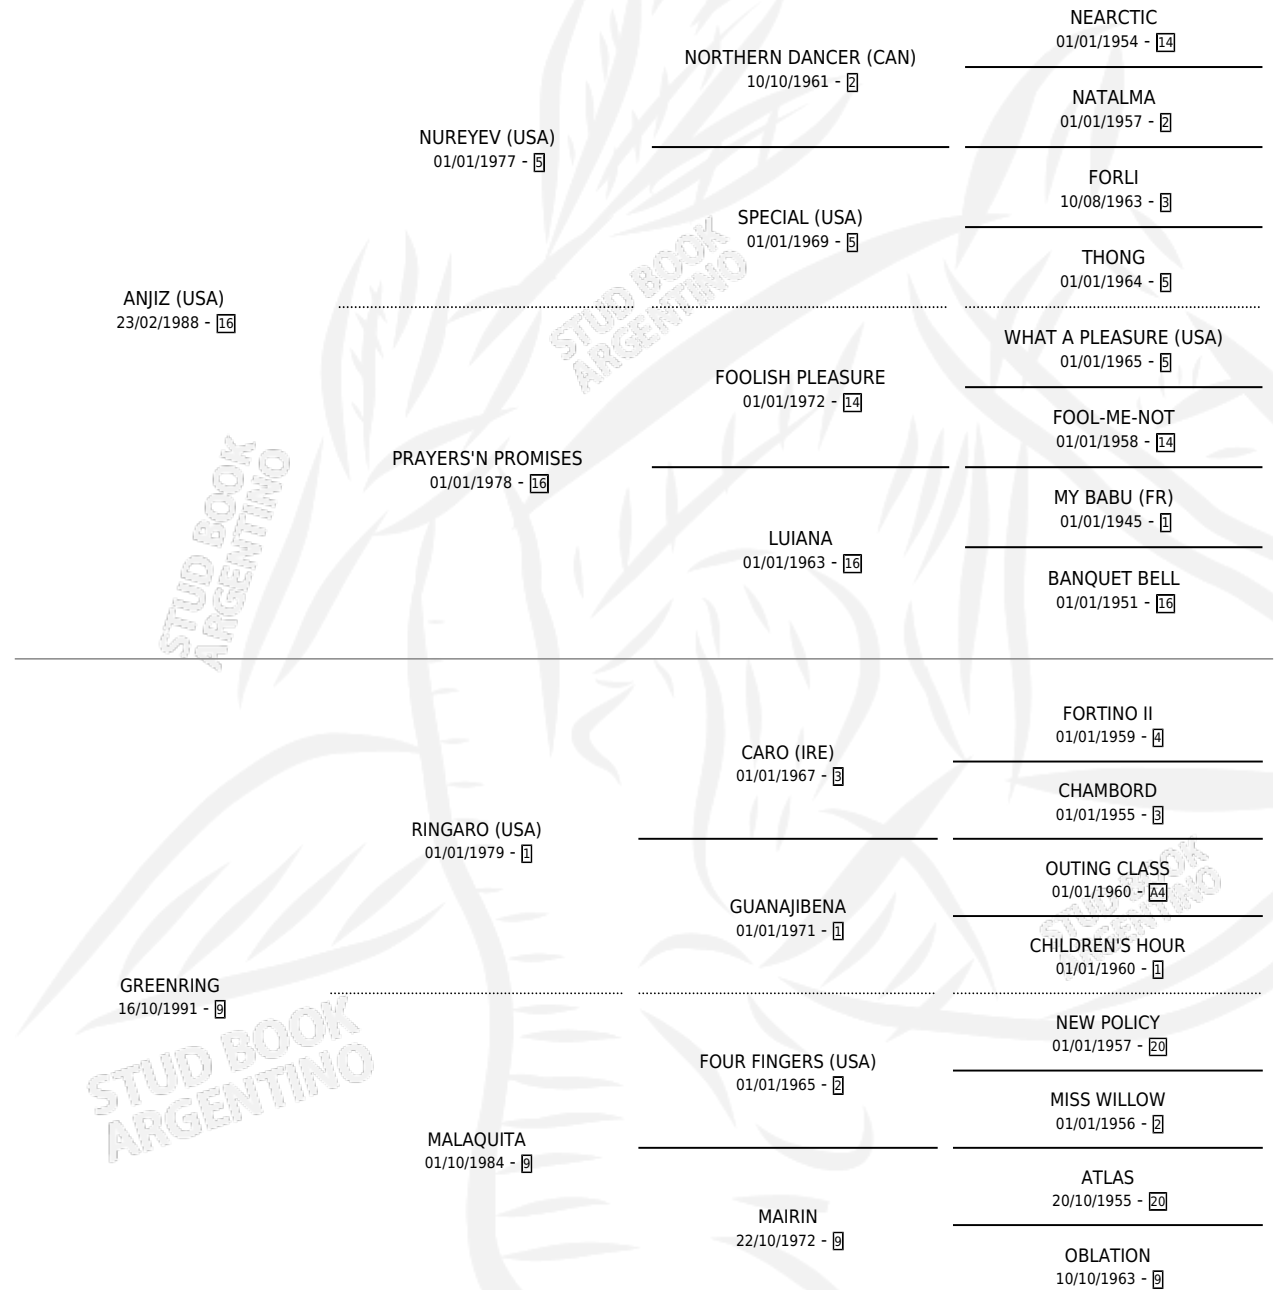 NEARCTIC
01/01/1954 - 14
NORTHERN DANCER (CAN)
10/10/1961 - 2
NATALMA
01/01/1957 - 2
NUREYEV (USA)
01/01/1977 - 5
FORLI
10/08/1963 - 3
SPECIAL (USA)
01/01/1969 - 5
THONG
01/01/1964 - 5
ANJIZ (USA)
23/02/1988 - 16
STUD BOOK
ARGENTINO
WHAT A PLEASURE (USA)
01/01/1965 - 5
FOOLISH PLEASURE
01/01/1972 - 14
FOOL-ME-NOT
01/01/1958 - 14
PRAYERS'N PROMISES
01/01/1978 - 16
MY BABU (FR)
01/01/1945 - 1
LUIANA
01/01/1963 - 16
BANQUET BELL
01/01/1951 - 16
STUD BOOK
ARGENTINO
FORTINO II
01/01/1959 - 4
CARO (IRE)
01/01/1967 - 3
CHAMBORD
01/01/1955 - 3
RINGARO (USA)
01/01/1979 - 1
OUTING CLASS
01/01/1960 - A4
GUANAJIBENA
01/01/1971 - 1
CHILDREN'S HOUR
01/01/1960 - 1
STUD BOOK
ARGENTINO
GREENRING
16/10/1991 - 9
NEW POLICY
01/01/1957 - 20
FOUR FINGERS (USA)
01/01/1965 - 2
MISS WILLOW
01/01/1956 - 2
STUD BOOK
ARGENTINO
MALAQUITA
01/10/1984 - 9
ATLAS
20/10/1955 - 20
MAIRIN
22/10/1972 - 9
OBLATION
10/10/1963 - 9